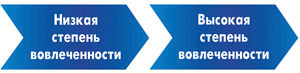 Низкая
степень
вовлеченности
Высокая
степень
вовлеченности